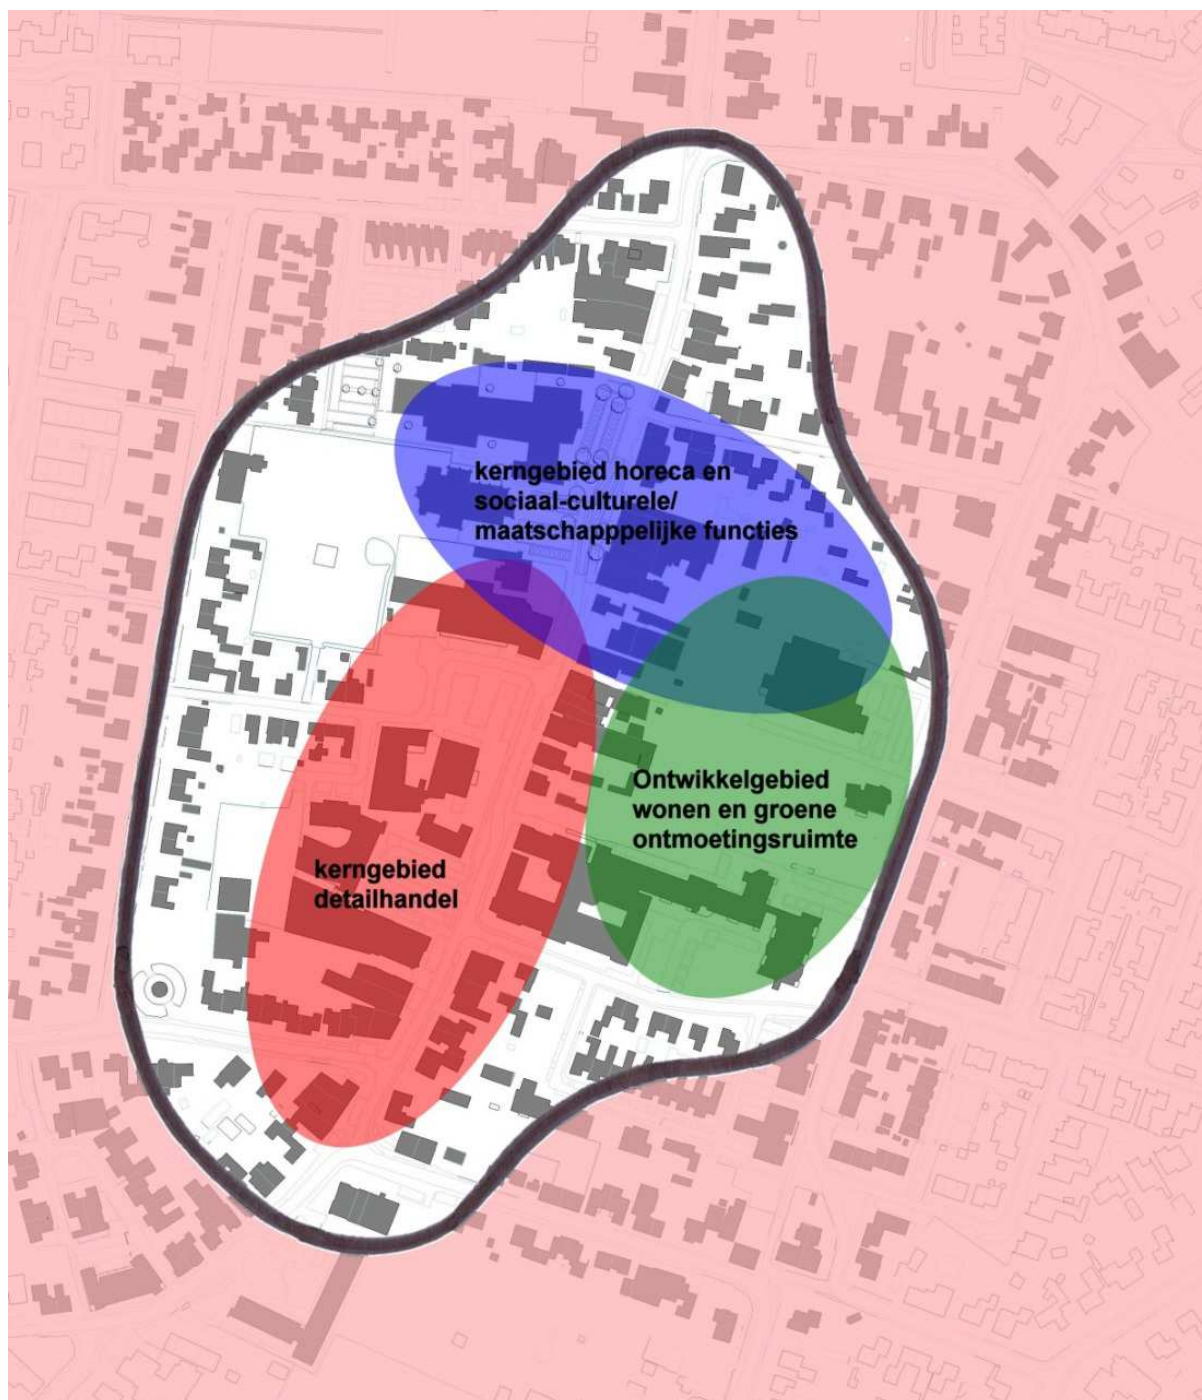 kerngebied horeca en
sociaal-culturele/
maatschapppelijke functies
Ontwikkelgebied
wonen en groene
ontmoetingsruimte
kerngebied
detailhandel